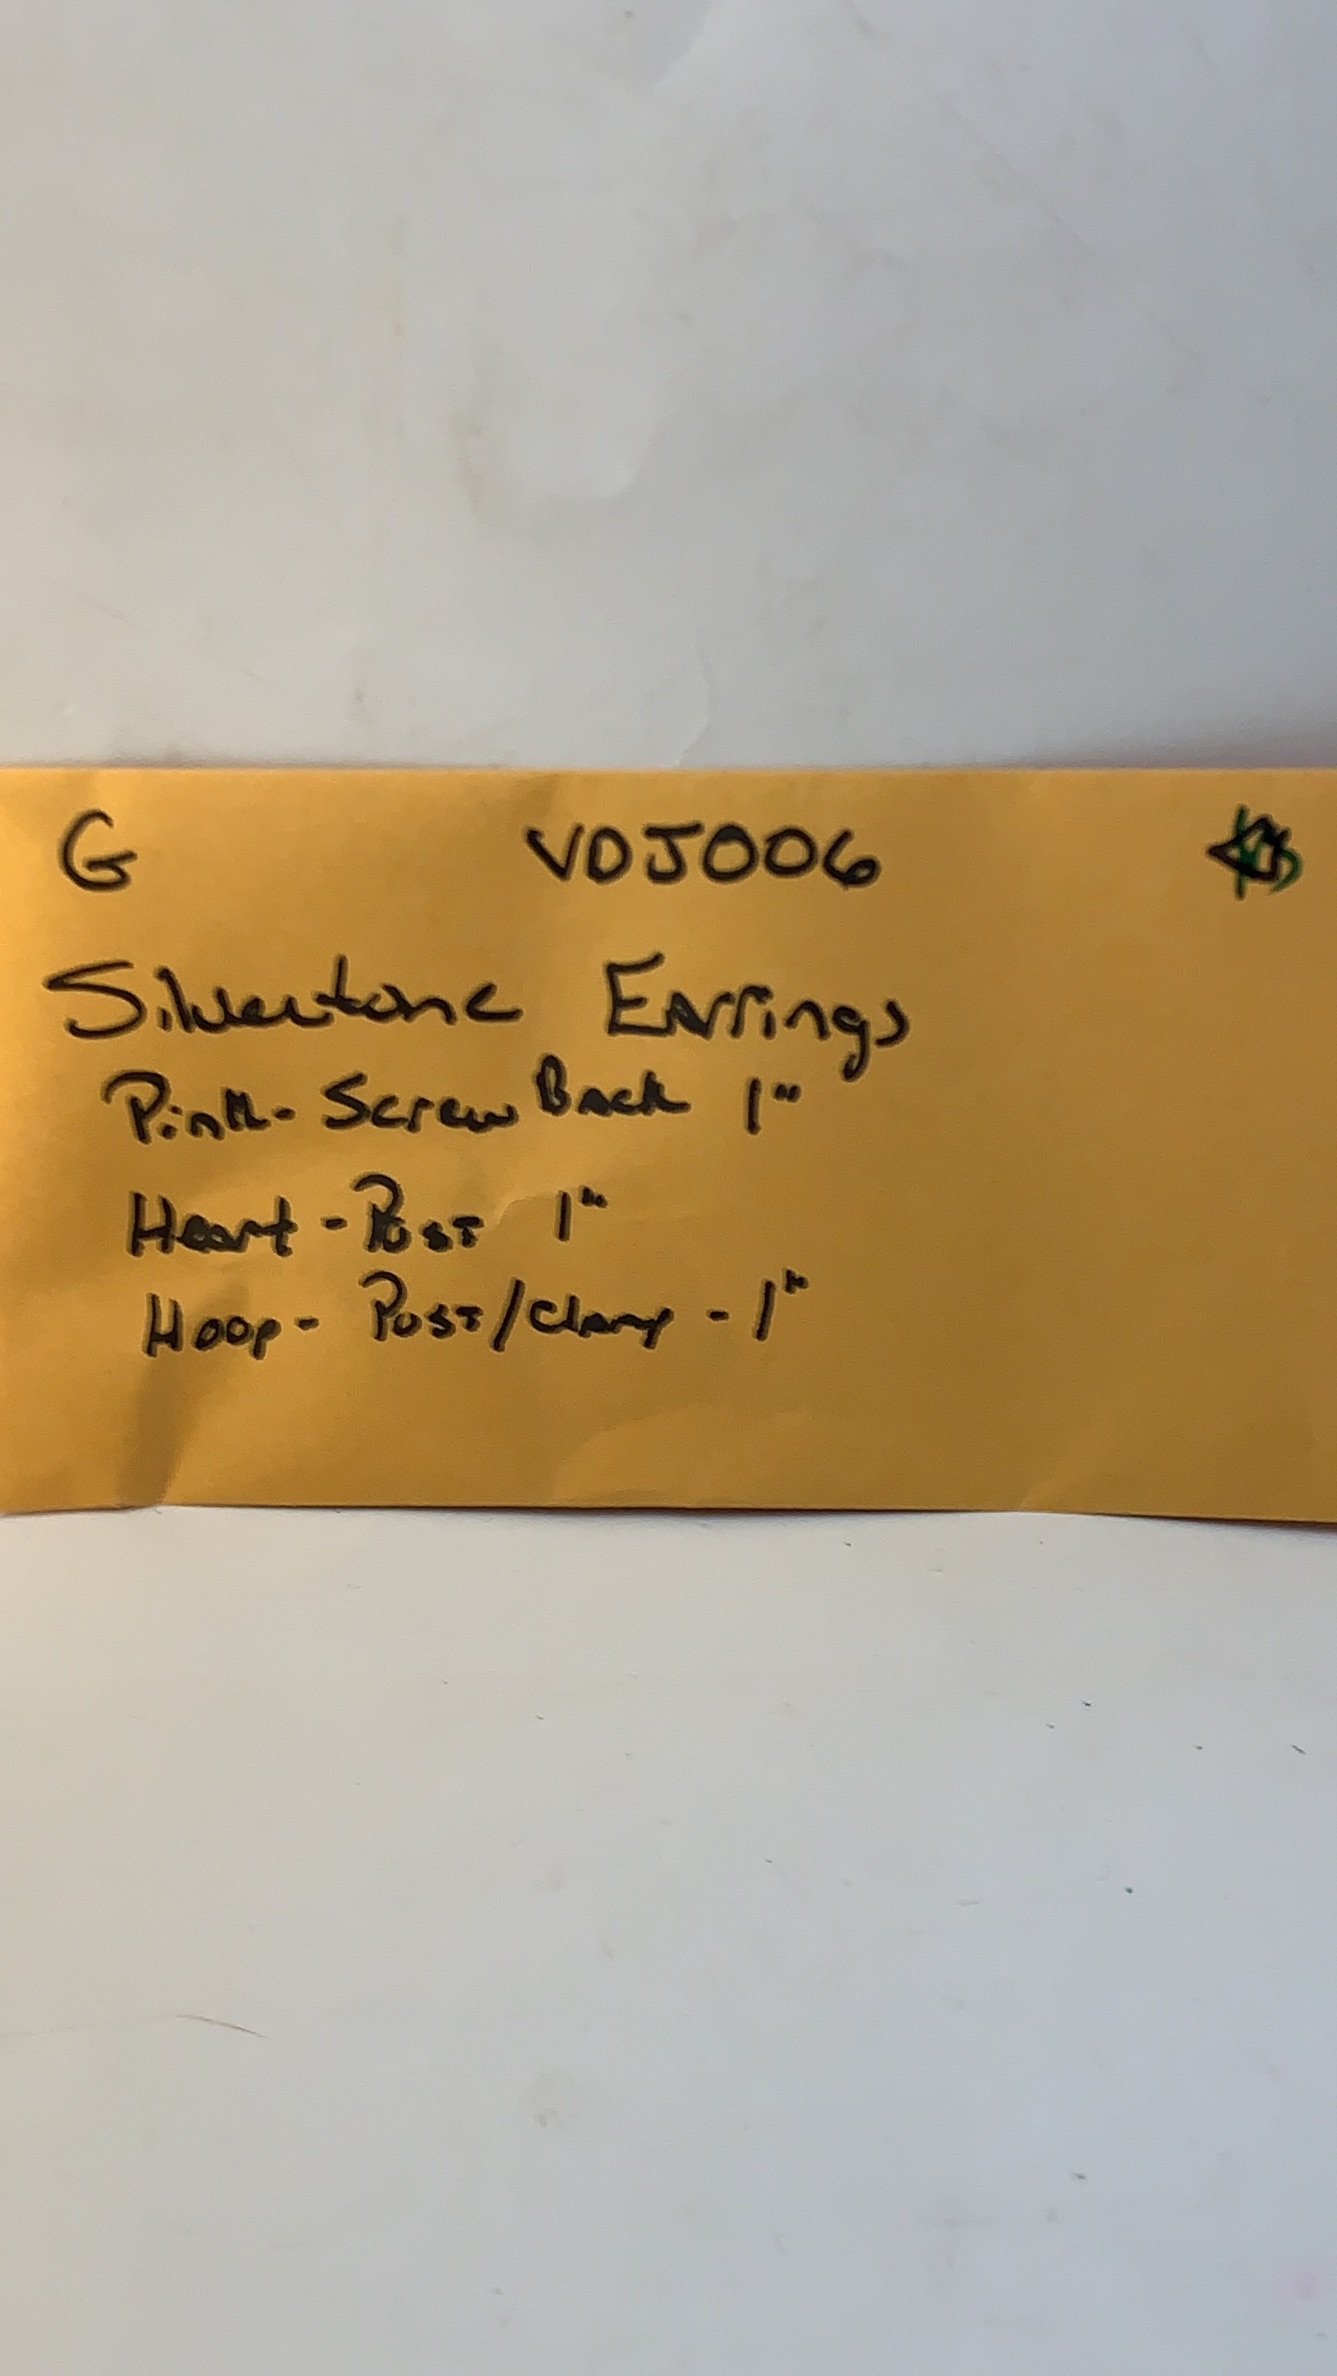 G VDJ006
Silvertone Earrings
Pink- Screw Back 1"
Heart - Post 1"
Hoop - Post/Clamp - 1"